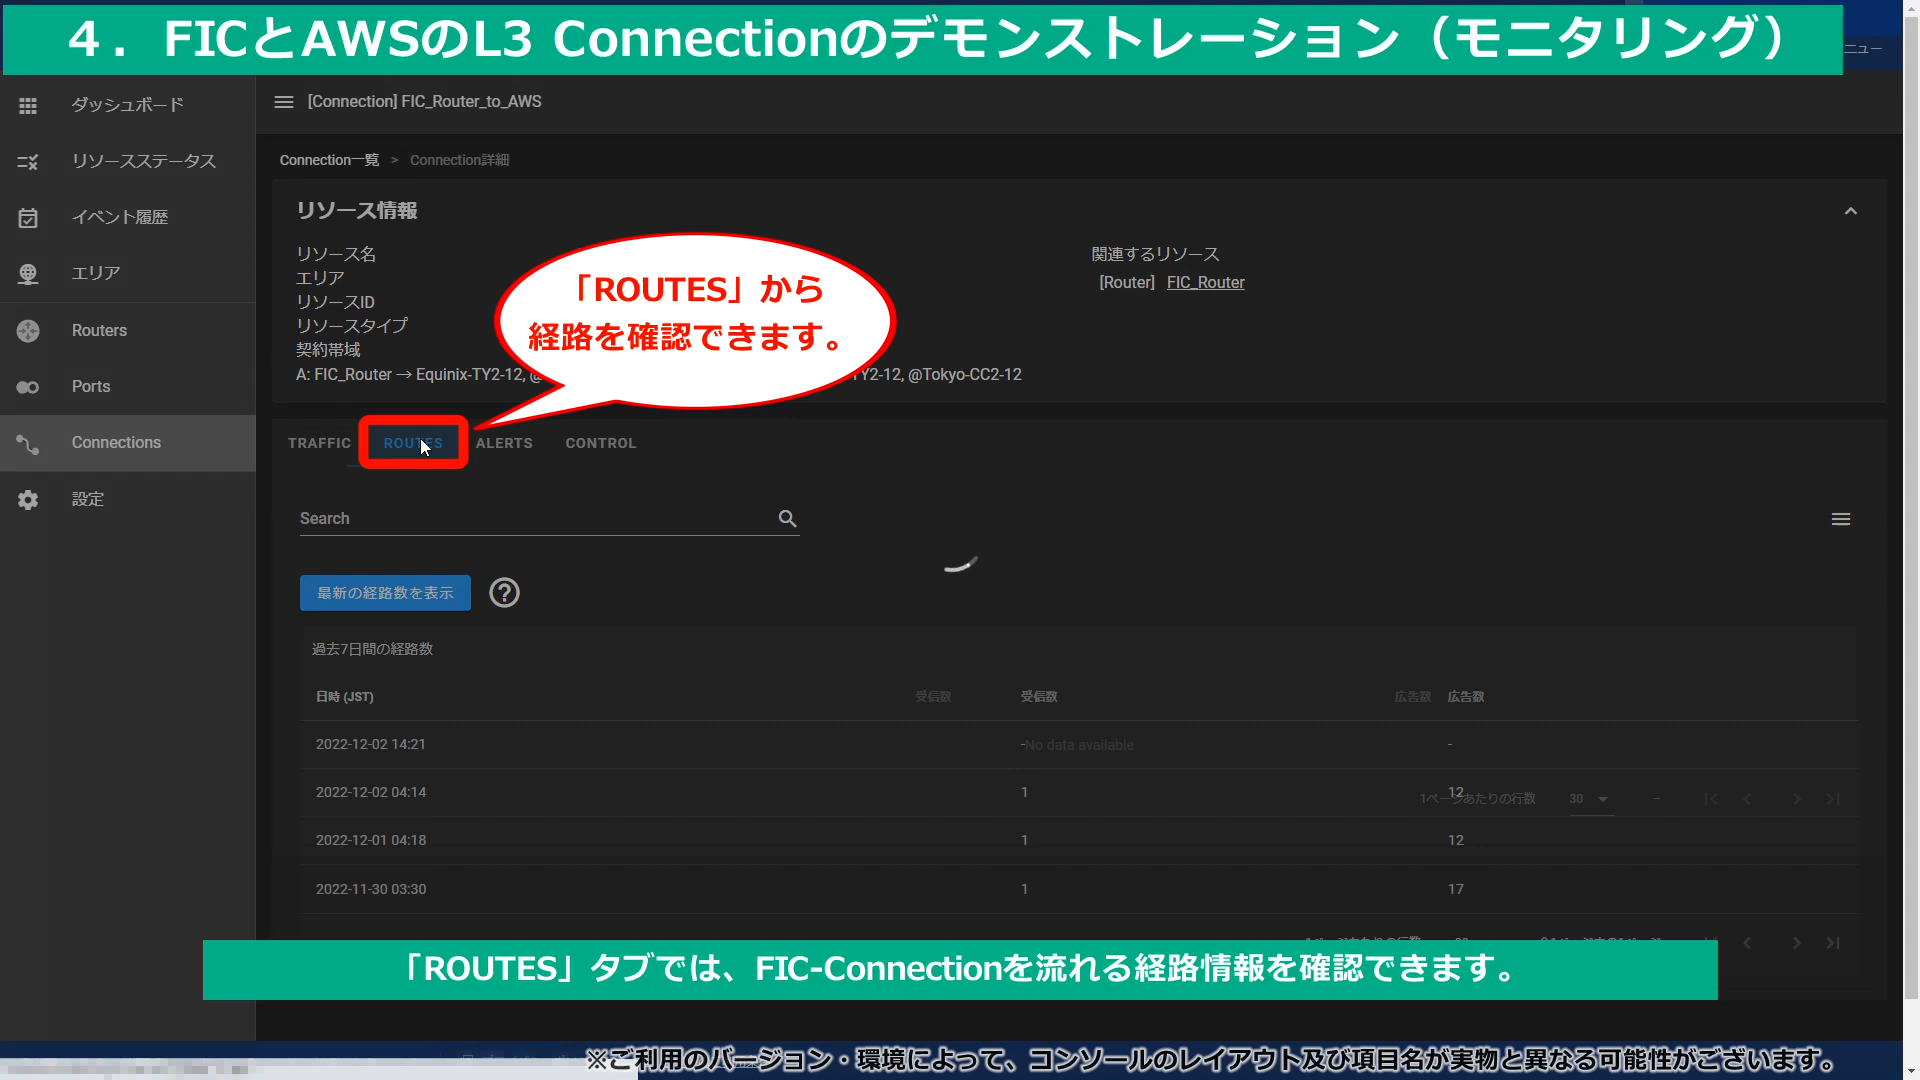 ４．FICとAWSのL3 Connectionのデモンストレーション（モニタリング）
ニュー
ダッシュボード
リソースステータス
イベント履歴
エリア
Routers
Ports
Connections
設定
[Connection] FIC_Router_to_AWS
Connection一覧 > Connection詳細
リソース情報
リソース名
エリア
リソースID
リソースタイプ
契約帯域
A: FIC_Router → Equinix-TY2-12, @
TY2-12, @Tokyo-CC2-12
関連するリソース
[Router] FIC_Router
「ROUTES」から
経路を確認できます。
TRAFFIC ROUTES ALERTS CONTROL
Search
最新の経路数を表示
過去7日間の経路数
日時 (JST) 受信数 受信数 広告数 広告数
2022-12-02 14:21 - No data available -
2022-12-02 04:14 1 12
1ページあたりの行数 30 –
2022-12-01 04:18 1 12
2022-11-30 03:30 1 17
「ROUTES」タブでは、FIC-Connectionを流れる経路情報を確認できます。
※ご利用のバージョン・環境によって、コンソールのレイアウト及び項目名が実物と異なる可能性がございます。